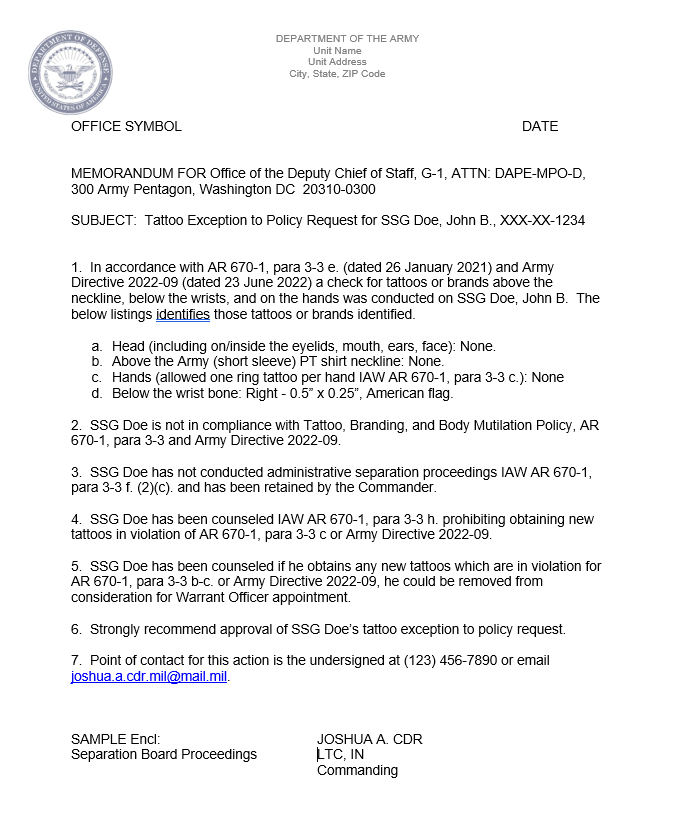 DEPARTMENT OF DEFENSE
UNITED STATES OF AMERICA
DEPARTMENT OF THE ARMY
Unit Name
Unit Address
City, State, ZIP Code
OFFICE SYMBOL DATE
MEMORANDUM FOR Office of the Deputy Chief of Staff, G-1, ATTN: DAPE-MPO-D,
300 Army Pentagon, Washington DC  20310-0300
SUBJECT:  Tattoo Exception to Policy Request for SSG Doe, John B., XXX-XX-1234
1.  In accordance with AR 670-1, para 3-3 e. (dated 26 January 2021) and Army
Directive 2022-09 (dated 23 June 2022) a check for tattoos or brands above the
neckline, below the wrists, and on the hands was conducted on SSG Doe, John B.  The
below listings identifies those tattoos or brands identified.
a.  Head (including on/inside the eyelids, mouth, ears, face): None.
b.  Above the Army (short sleeve) PT shirt neckline: None.
c.  Hands (allowed one ring tattoo per hand IAW AR 670-1, para 3-3 c.): None
d.  Below the wrist bone: Right - 0.5” x 0.25”, American flag.
2.  SSG Doe is not in compliance with Tattoo, Branding, and Body Mutilation Policy, AR
670-1, para 3-3 and Army Directive 2022-09.
3.  SSG Doe has not conducted administrative separation proceedings IAW AR 670-1,
para 3-3 f. (2)(c). and has been retained by the Commander.
4.  SSG Doe has been counseled IAW AR 670-1, para 3-3 h. prohibiting obtaining new
tattoos in violation of AR 670-1, para 3-3 c or Army Directive 2022-09.
5.  SSG Doe has been counseled if he obtains any new tattoos which are in violation for
AR 670-1, para 3-3 b-c. or Army Directive 2022-09, he could be removed from
consideration for Warrant Officer appointment.
6.  Strongly recommend approval of SSG Doe’s tattoo exception to policy request.
7.  Point of contact for this action is the undersigned at (123) 456-7890 or email
joshua.a.cdr.mil@mail.mil.
SAMPLE Encl: JOSHUA A. CDR
Separation Board Proceedings LTC, IN
Commanding